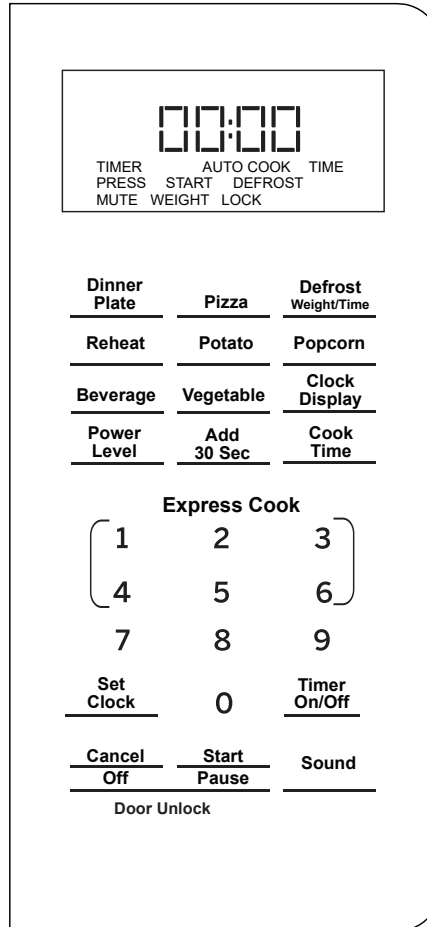 00:00
TIMER AUTO COOK TIME
PRESS START DEFROST
MUTE WEIGHT LOCK
Dinner
Plate
Pizza
Defrost
Weight/Time
Reheat
Potato
Popcorn
Beverage
Vegetable
Clock
Display
Power
Level
Add
30 Sec
Cook
Time
Express Cook
1 2 3
4 5 6
7 8 9
Set
Clock
0
Timer
On/Off
Cancel
Off
Start
Pause
Sound
Door Unlock